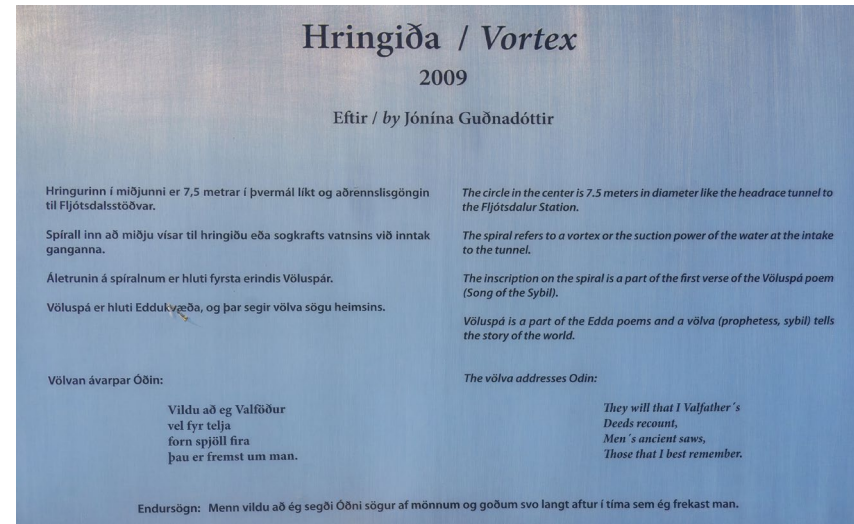 Hringiða / Vortex
2009
Eftir / by Jónína Guðnadóttir
Hringurinn í miðjunni er 7,5 metrar í þvermál líkt og aðrennslisgöngin
til Fljótsdalsstöðvar.
Spírall inn að miðju vísar til hringiðu eða sogkrafts vatnsins við inntak
ganganna.
Áletrunin á spíralnum er hluti fyrsta erindis Völuspár.
Völuspá er hluti Eddukvæða, og þar segir völva sögu heimsins.
Völvan ávarpar Óðin:
Vildu að eg Valföður
vel fyr telja
forn spjöll fira
þau er fremst um man.
The circle in the center is 7.5 meters in diameter like the headrace tunnel to
the Fljótsdalur Station.
The spiral refers to a vortex or the suction power of the water at the intake
to the tunnel.
The inscription on the spiral is a part of the first verse of the Völuspá poem
(Song of the Sybil).
Völuspá is a part of the Edda poems and a völva (prophetess, sybil) tells
the story of the world.
The völva addresses Odin:
They will that I Valfather´s
Deeds recount,
Men´s ancient saws,
Those that I best remember.
Endursögn: Menn vildu að ég segði Óðni sögur af mönnum og goðum svo langt aftur í tíma sem ég frekast man.